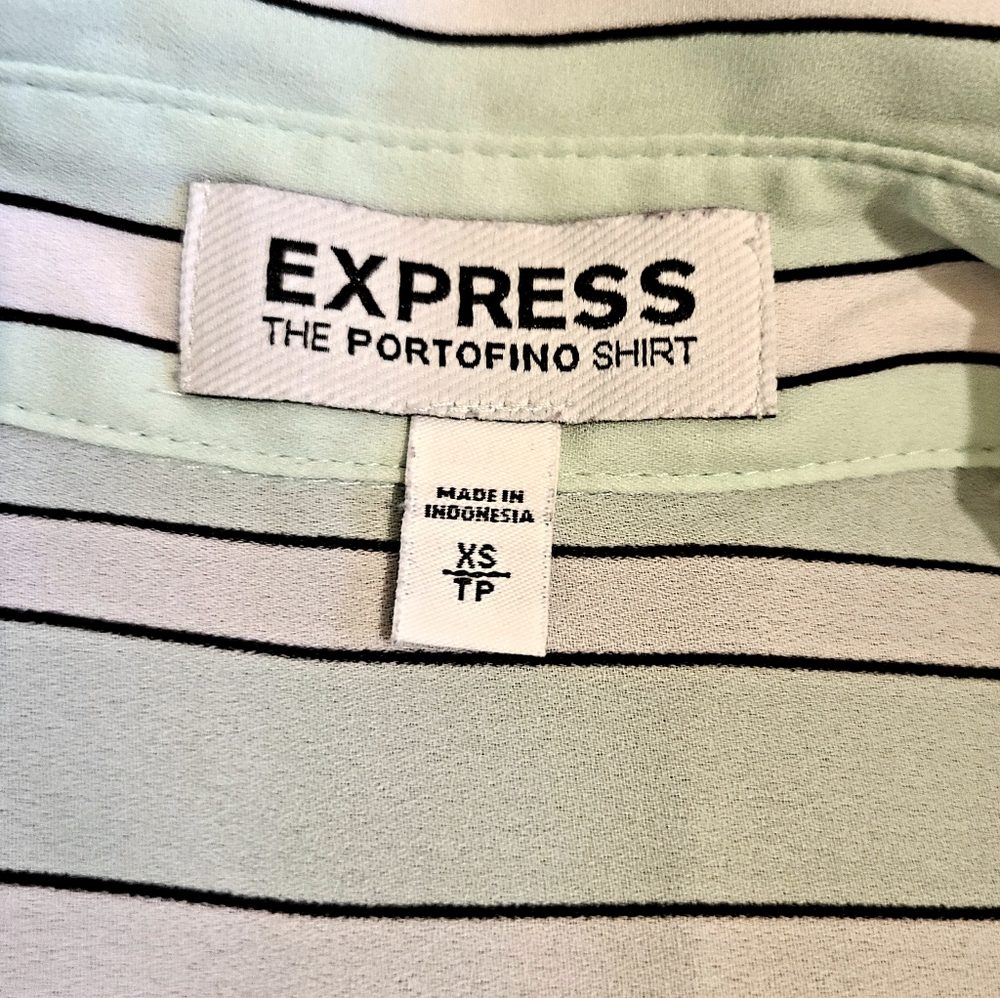 EXPRESS
THE PORTOFINO SHIRT
MADE IN
INDONESIA
XS
TP